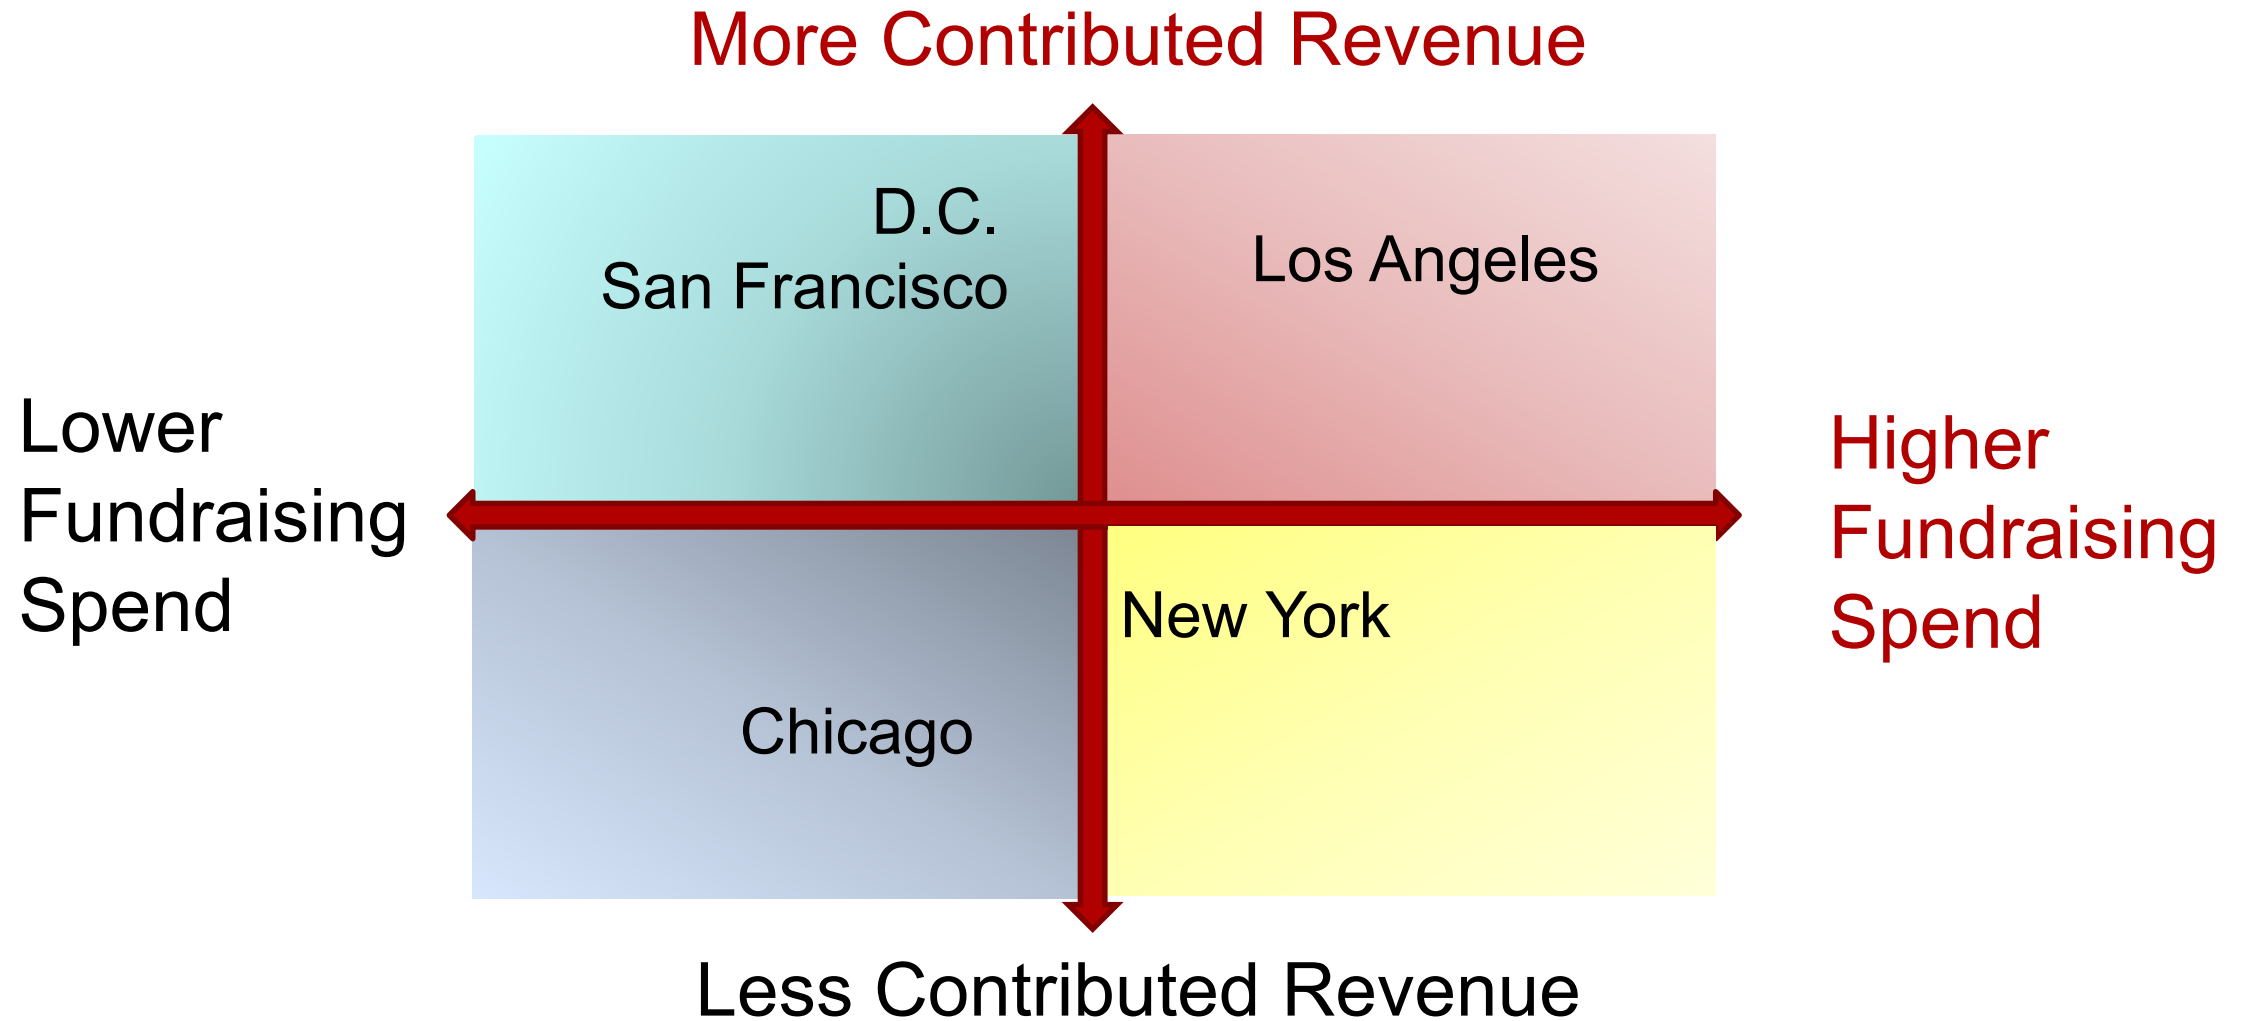 More Contributed Revenue
D.C.
San Francisco
Los Angeles
Lower
Fundraising
Spend
Higher
Fundraising
Spend
New York
Chicago
Less Contributed Revenue